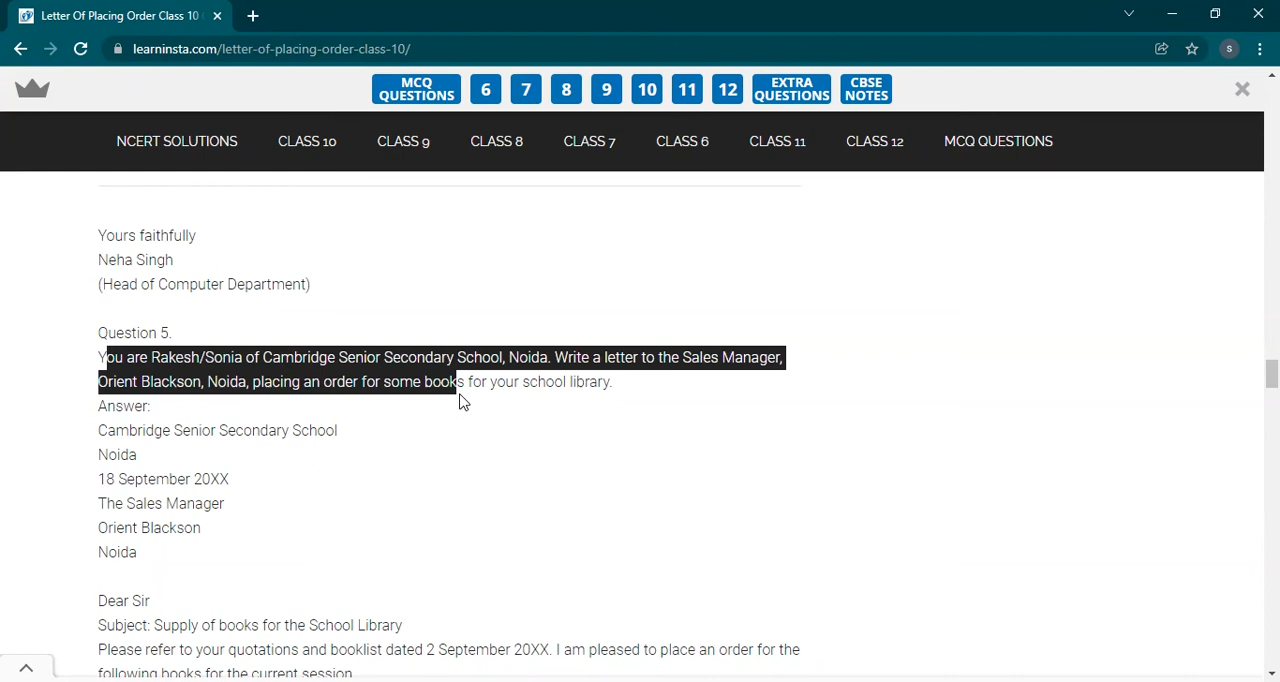 Letter Of Placing Order Class 10
learninsta.com/letter-of-placing-order-class-10/
S
MCQ
QUESTIONS
6
7
8
9
10
11
12
EXTRA
QUESTIONS
CBSE
NOTES
NCERT SOLUTIONS
CLASS 10
CLASS 9
CLASS 8
CLASS 7
CLASS 6
CLASS 11
CLASS 12
MCQ QUESTIONS
Yours faithfully
Neha Singh
(Head of Computer Department)
Question 5.
You are Rakesh/Sonia of Cambridge Senior Secondary School, Noida. Write a letter to the Sales Manager,
Orient Blackson, Noida, placing an order for some books for your school library.
Answer:
Cambridge Senior Secondary School
Noida
18 September 20XX
The Sales Manager
Orient Blackson
Noida
Dear Sir
Subject: Supply of books for the School Library
Please refer to your quotations and booklist dated 2 September 20XX. I am pleased to place an order for the
following books for the current session